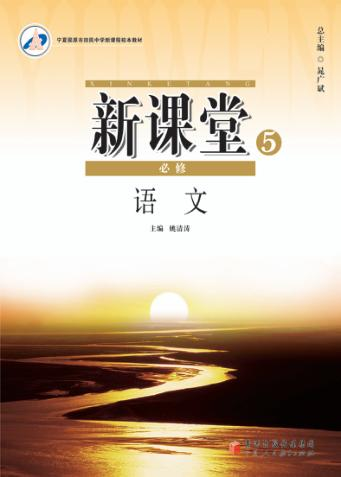 宁夏固原市回民中学新课程校本教材
总主编 ◎ 晁广斌
XINKETANG
新课堂5
必修
语文
主编 姚清涛